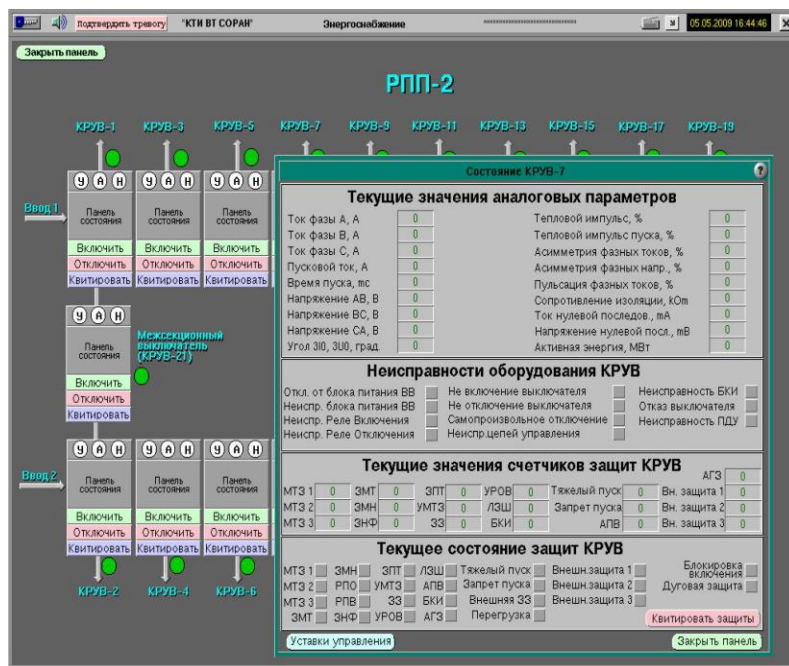 Подтвердить тревогу "КТИ ВТ СОРАН" Энергоснабжение 05.05.2009 16:44:46
Закрыть панель
РПП-2
КРУВ-1 КРУВ-3 КРУВ-5 КРУВ-7 КРУВ-9 КРУВ-11 КРУВ-13 КРУВ-15 КРУВ-17 КРУВ-19
У А Н У А Н У А Н
Ввод 1
Панель состояния Панель состояния Панель состояния
Включить Включить Включить
Отключить Отключить Отключить
Квитировать Квитировать Квитировать
У А Н
Панель состояния
Включить
Отключить
Квитировать
Межсекционный
выключатель
(КРУВ-21)
У А Н У А Н У А Н
Ввод 2
Панель состояния Панель состояния Панель состояния
Включить Включить Включить
Отключить Отключить Отключить
Квитировать Квитировать Квитировать
КРУВ-2 КРУВ-4 КРУВ-6
Состояние КРУВ-7 ?
Текущие значения аналоговых параметров
Ток фазы А, А 0 Тепловой импульс, % 0
Ток фазы В, А 0 Тепловой импульс пуска, % 0
Ток фазы С, А 0 Асимметрия фазных токов, % 0
Пусковой ток, А 0 Асимметрия фазных напр., % 0
Время пуска, mc 0 Пульсация фазных токов, % 0
Напряжение АВ, В 0 Сопротивление изоляции, kOm 0
Напряжение ВС, В 0 Ток нулевой последов., mA 0
Напряжение СА, В 0 Напряжение нулевой посл., mВ 0
Угол 3I0, 3U0, град. 0 Активная энергия, МВт 0
Неисправности оборудования КРУВ
Откл. от блока питания ВВ Не включение выключателя Неисправность БКИ
Неиспр. блока питания ВВ Не отключение выключателя Отказ выключателя
Неиспр. Реле Включения Самопроизвольное отключение Неисправность ПДУ
Неиспр. Реле Отключения Неиспр.цепей управления
Текущие значения счетчиков защит КРУВ
АГЗ 0
МТЗ 1 0 ЗМТ 0 ЗПТ 0 УРОВ 0 Тяжелый пуск 0 Вн. защита 1 0
МТЗ 2 0 ЗМН 0 УМТЗ 0 ЛЗШ 0 Запрет пуска 0 Вн. защита 2 0
МТЗ 3 0 ЗНФ 0 ЗЗ 0 БКИ 0 АПВ 0 Вн. защита 3 0
Текущее состояние защит КРУВ
МТЗ 1 ЗМН ЗПТ ЛЗШ Тяжелый пуск Внешн.защита 1 Блокировка включения
МТЗ 2 РПО УМТЗ АПВ Запрет пуска Внешн.защита 2 Дуговая защита
МТЗ 3 РПВ ЗЗ БКИ Внешняя ЗЗ Внешн.защита 3
ЗМТ ЗНФ УРОВ АГЗ Перегрузка Квитировать защиты
Уставки управления Закрыть панель